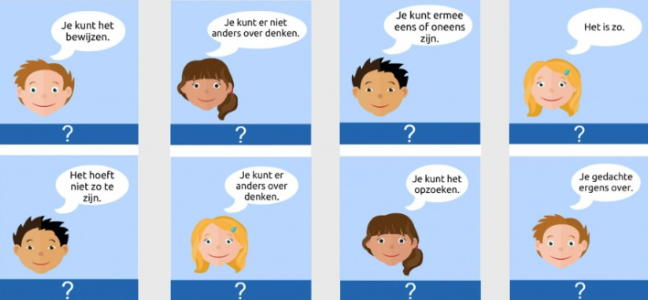 Je kunt het
bewijzen.
?
Je kunt er niet
anders over denken.
?
Je kunt ermee
eens of oneens
zijn.
?
Het is zo.
?
Het hoeft
niet zo te
zijn.
?
Je kunt er
anders over
denken.
?
Je kunt het
opzoeken.
?
Je gedachte
ergens over.
?